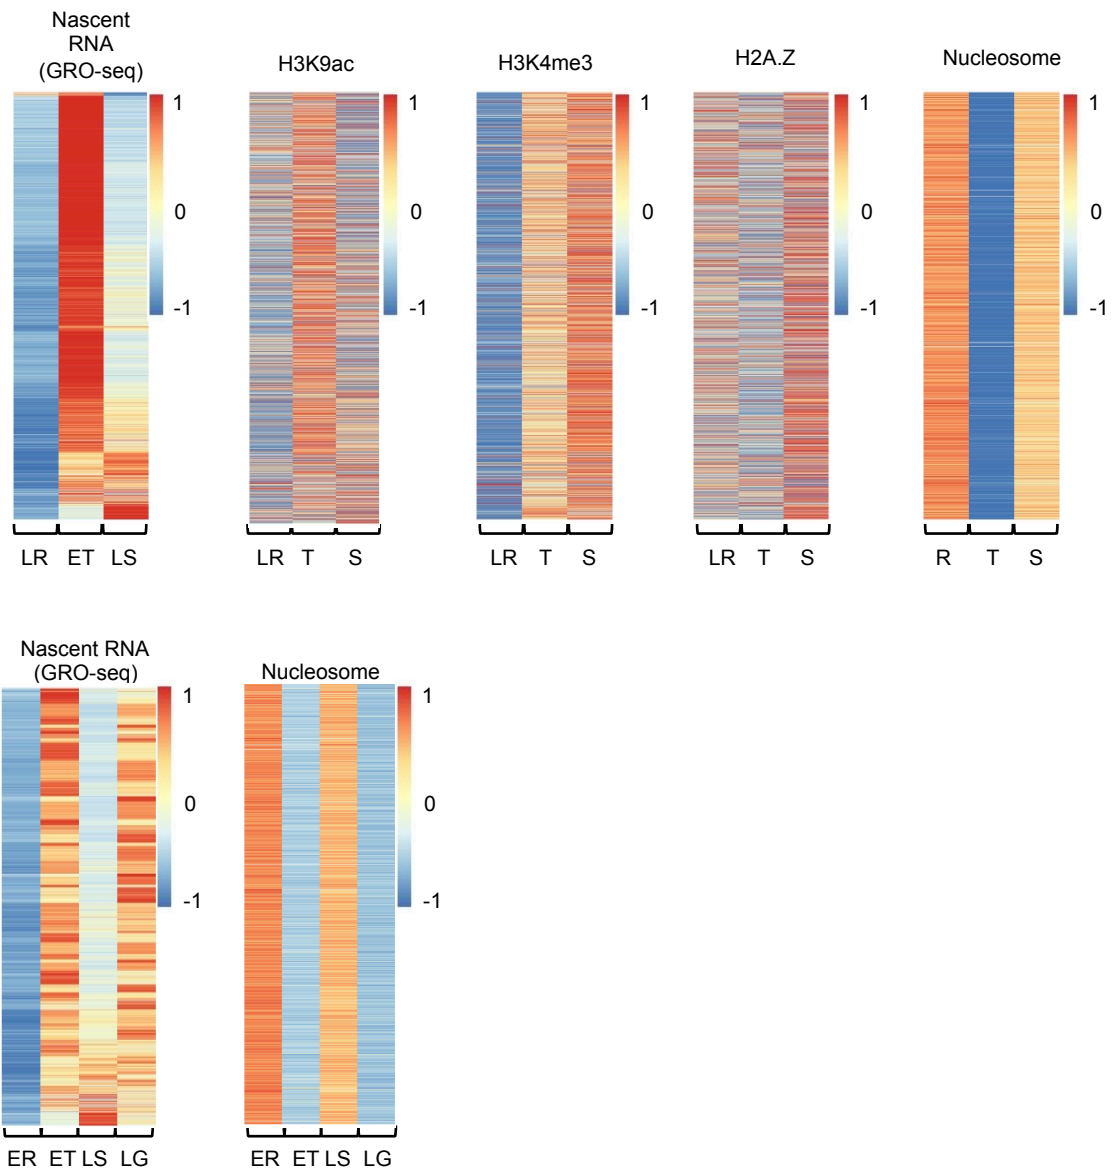 Nascent
RNA
(GRO-seq)
H3K9ac
H3K4me3
H2A.Z
Nucleosome
1
0
-1
1
0
-1
1
0
-1
1
0
-1
1
0
-1
LR ET LS
LR T S
LR T S
LR T S
R T S
Nascent RNA
(GRO-seq)
Nucleosome
1
0
-1
1
0
-1
ER ET LS LG
ER ET LS LG